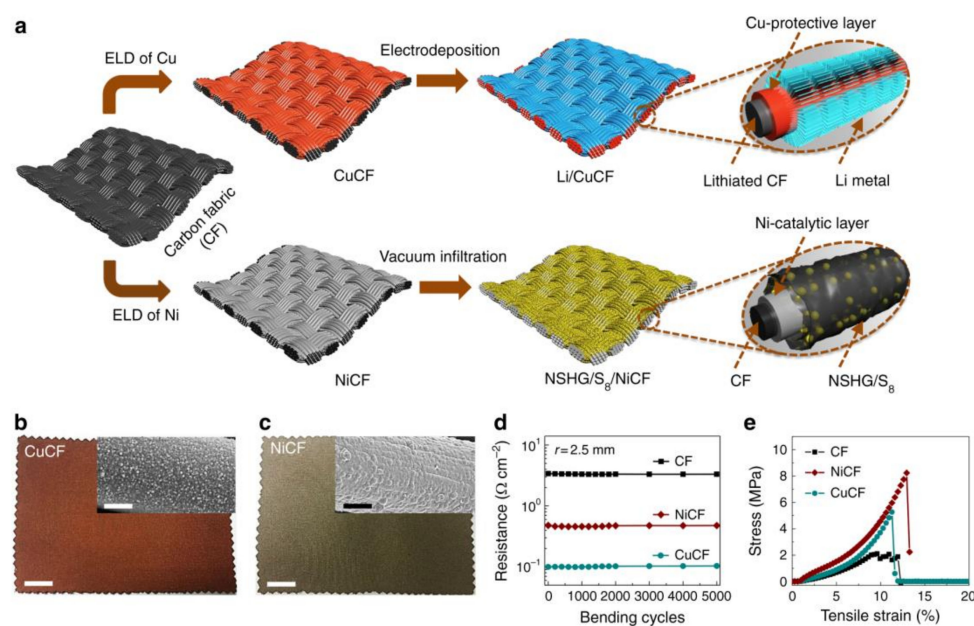 a
ELD of Cu
Electrodeposition
Cu-protective layer
CuCF
Li/CuCF
Lithiated CF
Li metal
Carbon fabric
(CF)
Ni-catalytic layer
Vacuum infiltration
ELD of Ni
NiCF
NSHG/S₈/NiCF
CF
NSHG/S₈
b
CuCF
c
NiCF
d
r = 2.5 mm
CF
NiCF
CuCF
Resistance (Ω cm⁻²)
10¹
10⁰
10⁻¹
0 1000 2000 3000 4000 5000
Bending cycles
e
CF
NiCF
CuCF
Stress (MPa)
10
8
6
4
2
0
0 5 10 15 20
Tensile strain (%)